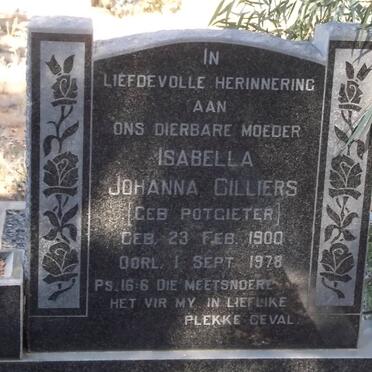 IN
LIEFDEVOLLE HERINNERING
AAN
ONS DIERBARE MOEDER
ISABELLA
JOHANNA CILLIERS
[GEB POTGIETER]
GEB. 23 FEB. 1900
OORL. 1 SEPT. 1978
PS. 16-6 DIE MEETSNOERE
HET VIR MY IN LIEFLIKE
PLEKKE GEVAL.